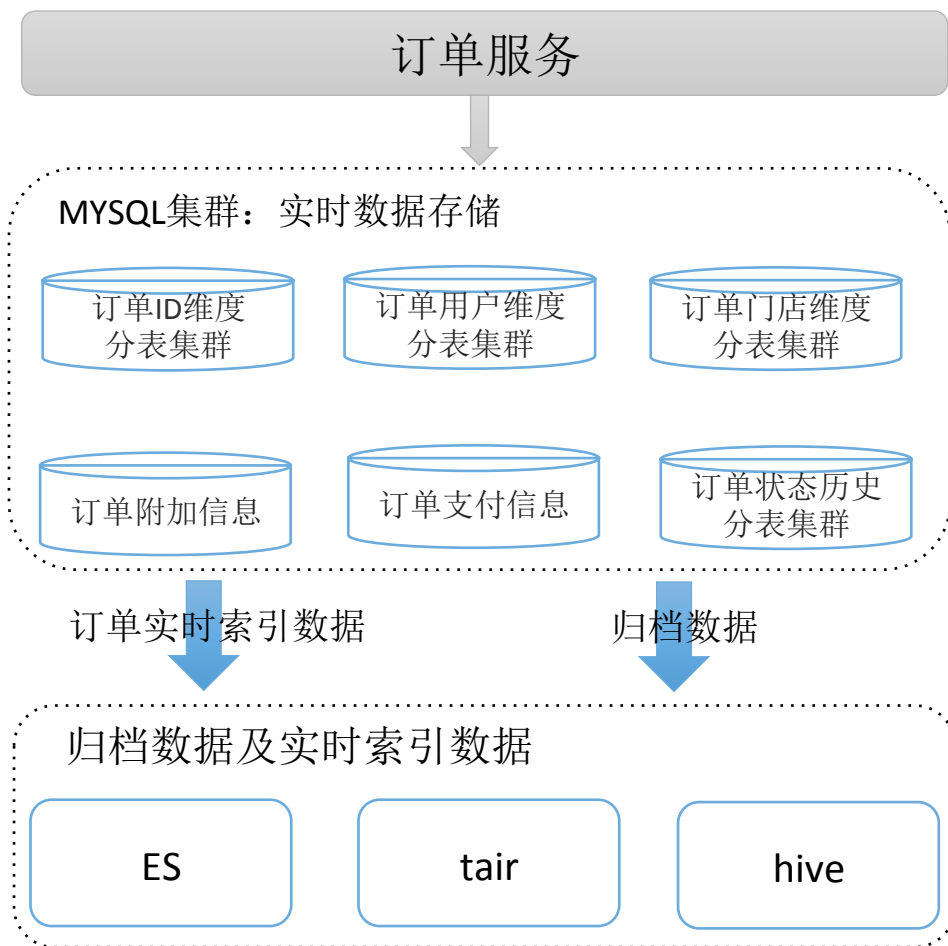 订单服务
MYSQL集群：实时数据存储
订单ID维度
分表集群
订单用户维度
分表集群
订单门店维度
分表集群
订单附加信息
订单支付信息
订单状态历史
分表集群
订单实时索引数据
归档数据
归档数据及实时索引数据
ES
tair
hive